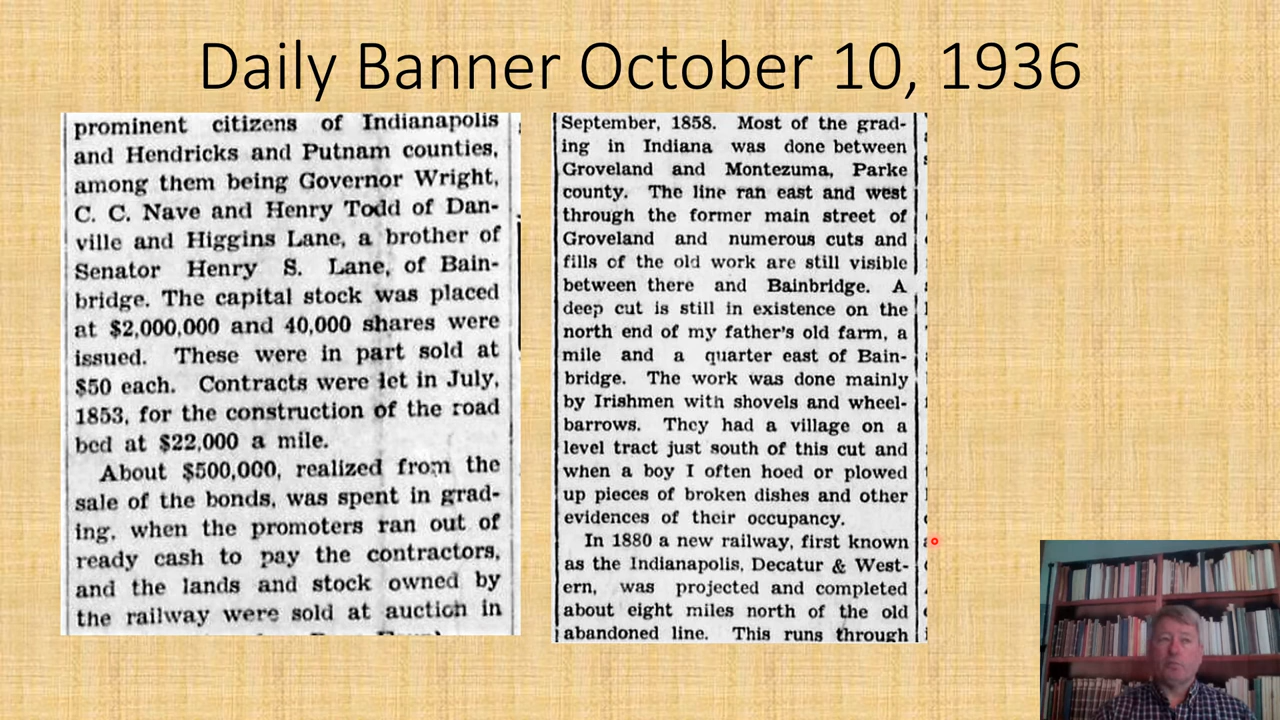 Daily Banner October 10, 1936
prominent citizens of Indianapolis
and Hendricks and Putnam counties,
among them being Governor Wright,
C. C. Nave and Henry Todd of Dan-
ville and Higgins Lane, a brother of
Senator Henry S. Lane, of Bain-
bridge. The capital stock was placed
at $2,000,000 and 40,000 shares were
issued. These were in part sold at
$50 each. Contracts were let in July,
1853, for the construction of the road
bed at $22,000 a mile.
About $500,000, realized from the
sale of the bonds, was spent in grad-
ing, when the promoters ran out of
ready cash to pay the contractors,
and the lands and stock owned by
the railway were sold at auction in
September, 1858. Most of the grad-
ing in Indiana was done between
Groveland and Montezuma, Parke
county. The line ran east and west
through the former main street of
Groveland and numerous cuts and
fills of the old work are still visible
between there and Bainbridge. A
deep cut is still in existence on the
north end of my father's old farm, a
mile and a quarter east of Bain-
bridge. The work was done mainly
by Irishmen with shovels and wheel-
barrows. They had a village on a
level tract just south of this cut and
when a boy I often hoed or plowed
up pieces of broken dishes and other
evidences of their occupancy.
In 1880 a new railway, first known
as the Indianapolis, Decatur & West-
ern, was projected and completed
about eight miles north of the old
abandoned line. This runs through